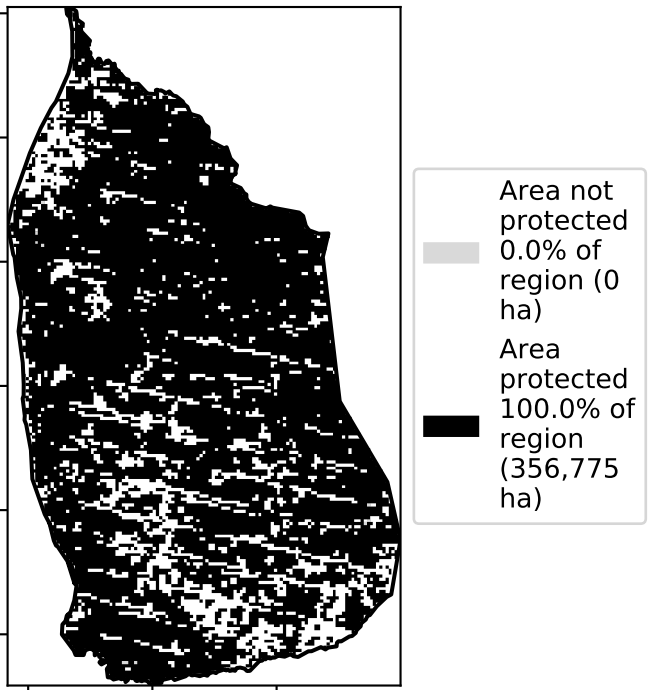 Area not
protected
0.0% of
region (0
ha)
Area
protected
100.0% of
region
(356,775
ha)